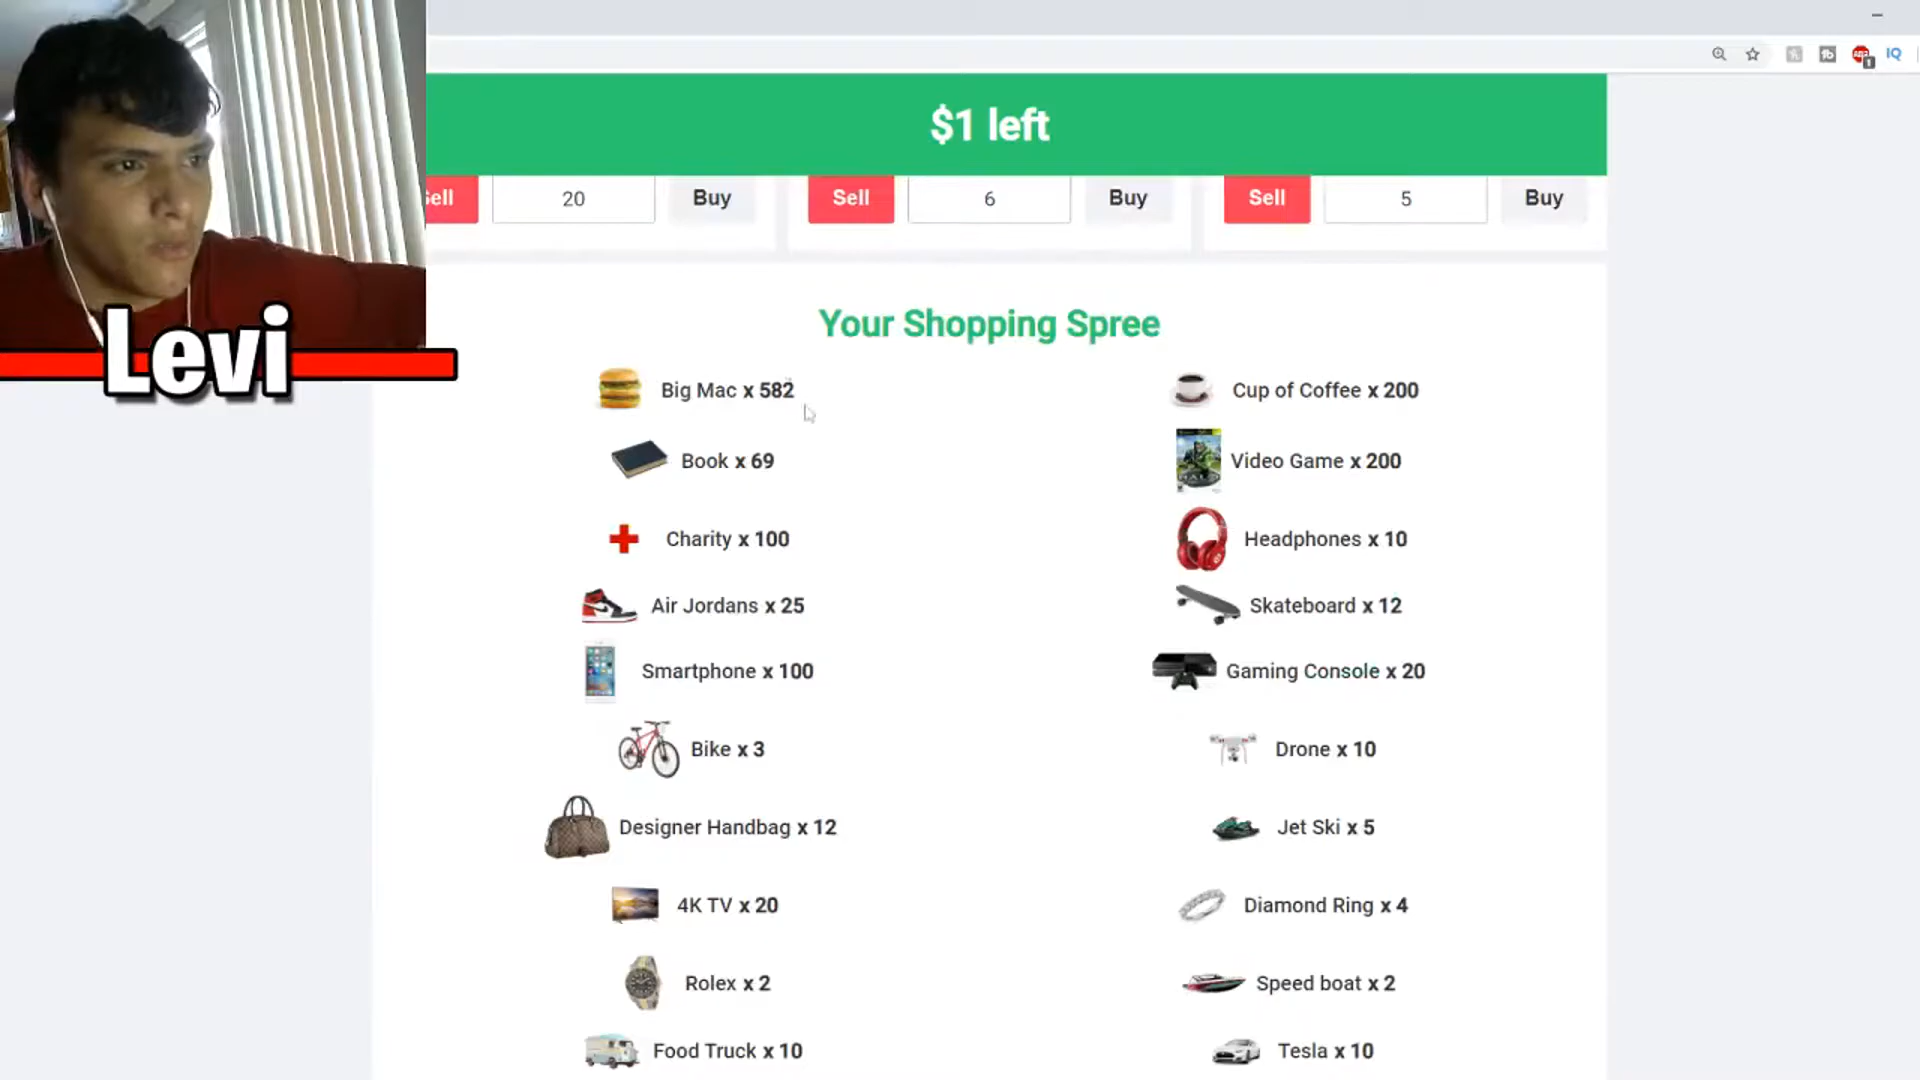 IQ
1
$1 left
Sell 20 Buy Sell 6 Buy Sell 5 Buy
Levi
Your Shopping Spree
Big Mac x 582
Cup of Coffee x 200
Book x 69
Video Game x 200
Charity x 100
Headphones x 10
Air Jordans x 25
Skateboard x 12
Smartphone x 100
Gaming Console x 20
Bike x 3
Drone x 10
Designer Handbag x 12
Jet Ski x 5
4K TV x 20
Diamond Ring x 4
Rolex x 2
Speed boat x 2
Food Truck x 10
Tesla x 10